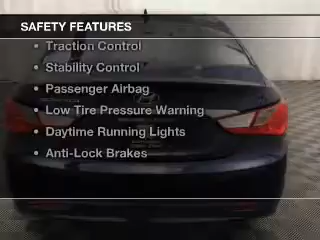 SAFETY FEATURES
• Traction Control
• Stability Control
• Passenger Airbag
• Low Tire Pressure Warning
• Daytime Running Lights
• Anti-Lock Brakes